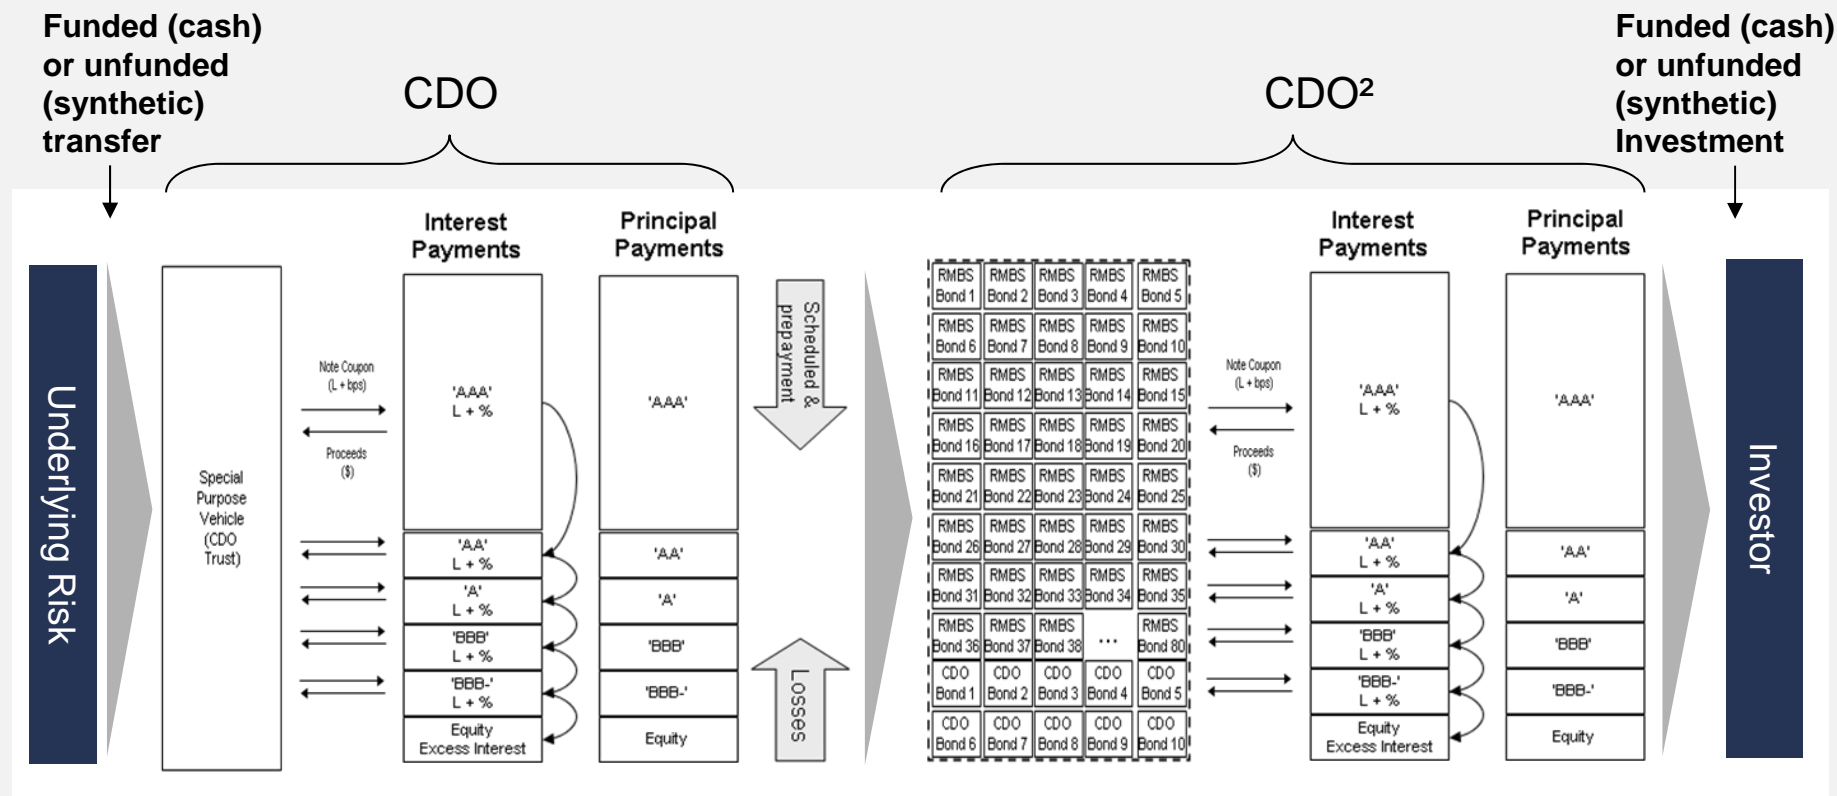 Funded (cash)
or unfunded
(synthetic)
transfer
CDO
CDO²
Funded (cash)
or unfunded
(synthetic)
Investment
Underlying Risk
Special
Purpose
Vehicle
(CDO
Trust)
Note Coupon
(L + bps)
Proceeds
($)
Interest
Payments
'AAA'
L + %
'AA'
L + %
'A'
L + %
'BBB'
L + %
'BBB-'
L + %
Equity
Excess Interest
Principal
Payments
'AAA'
'AA'
'A'
'BBB'
'BBB-'
Equity
Scheduled &
prepayment
Losses
RMBS RMBS RMBS RMBS RMBS
Bond 1 Bond 2 Bond 3 Bond 4 Bond 5
RMBS RMBS RMBS RMBS RMBS
Bond 6 Bond 7 Bond 8 Bond 9 Bond 10
RMBS RMBS RMBS RMBS RMBS
Bond 11 Bond 12 Bond 13 Bond 14 Bond 15
RMBS RMBS RMBS RMBS RMBS
Bond 16 Bond 17 Bond 18 Bond 19 Bond 20
RMBS RMBS RMBS RMBS RMBS
Bond 21 Bond 22 Bond 23 Bond 24 Bond 25
RMBS RMBS RMBS RMBS RMBS
Bond 26 Bond 27 Bond 28 Bond 29 Bond 30
RMBS RMBS RMBS RMBS RMBS
Bond 31 Bond 32 Bond 33 Bond 34 Bond 35
RMBS RMBS RMBS ... RMBS
Bond 36 Bond 37 Bond 38 Bond 80
CDO CDO CDO CDO CDO
Bond 1 Bond 2 Bond 3 Bond 4 Bond 5
CDO CDO CDO CDO CDO
Bond 6 Bond 7 Bond 8 Bond 9 Bond 10
Note Coupon
(L + bps)
Proceeds
($)
Interest
Payments
'AAA'
L + %
'AA'
L + %
'A'
L + %
'BBB'
L + %
'BBB-'
L + %
Equity
Excess Interest
Principal
Payments
'AAA'
'AA'
'A'
'BBB'
'BBB-'
Equity
Investor